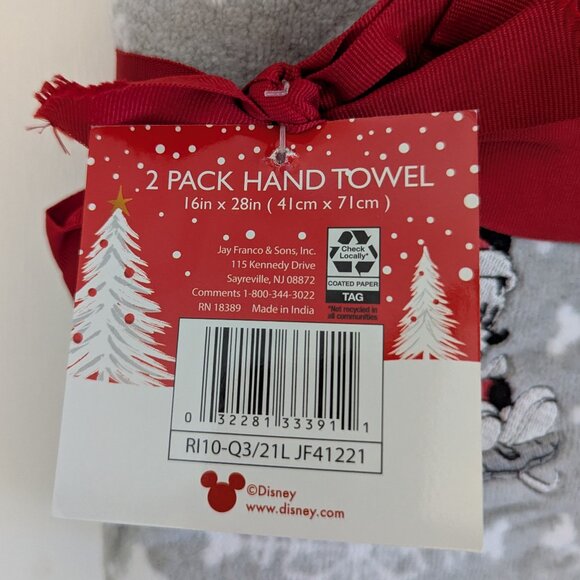 2 PACK HAND TOWEL
16in x 28in ( 41cm x 71cm )
Jay Franco & Sons, Inc.
115 Kennedy Drive
Sayreville, NJ 08872
Comments 1-800-344-3022
RN 18389 Made in India
Check
Locally*
COATED PAPER
TAG
*Not recycled in
all communities
0 32281 33391 1
RI10-Q3/21L JF41221
©Disney
www.disney.com